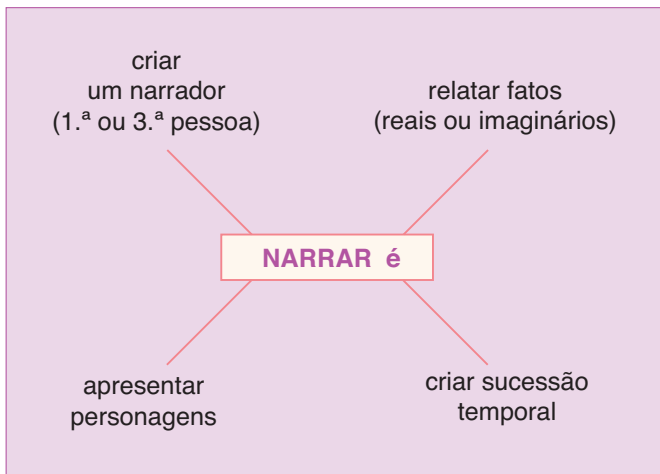 criar
um narrador
(1.ª ou 3.ª pessoa)
relatar fatos
(reais ou imaginários)
NARRAR é
apresentar
personagens
criar sucessão
temporal